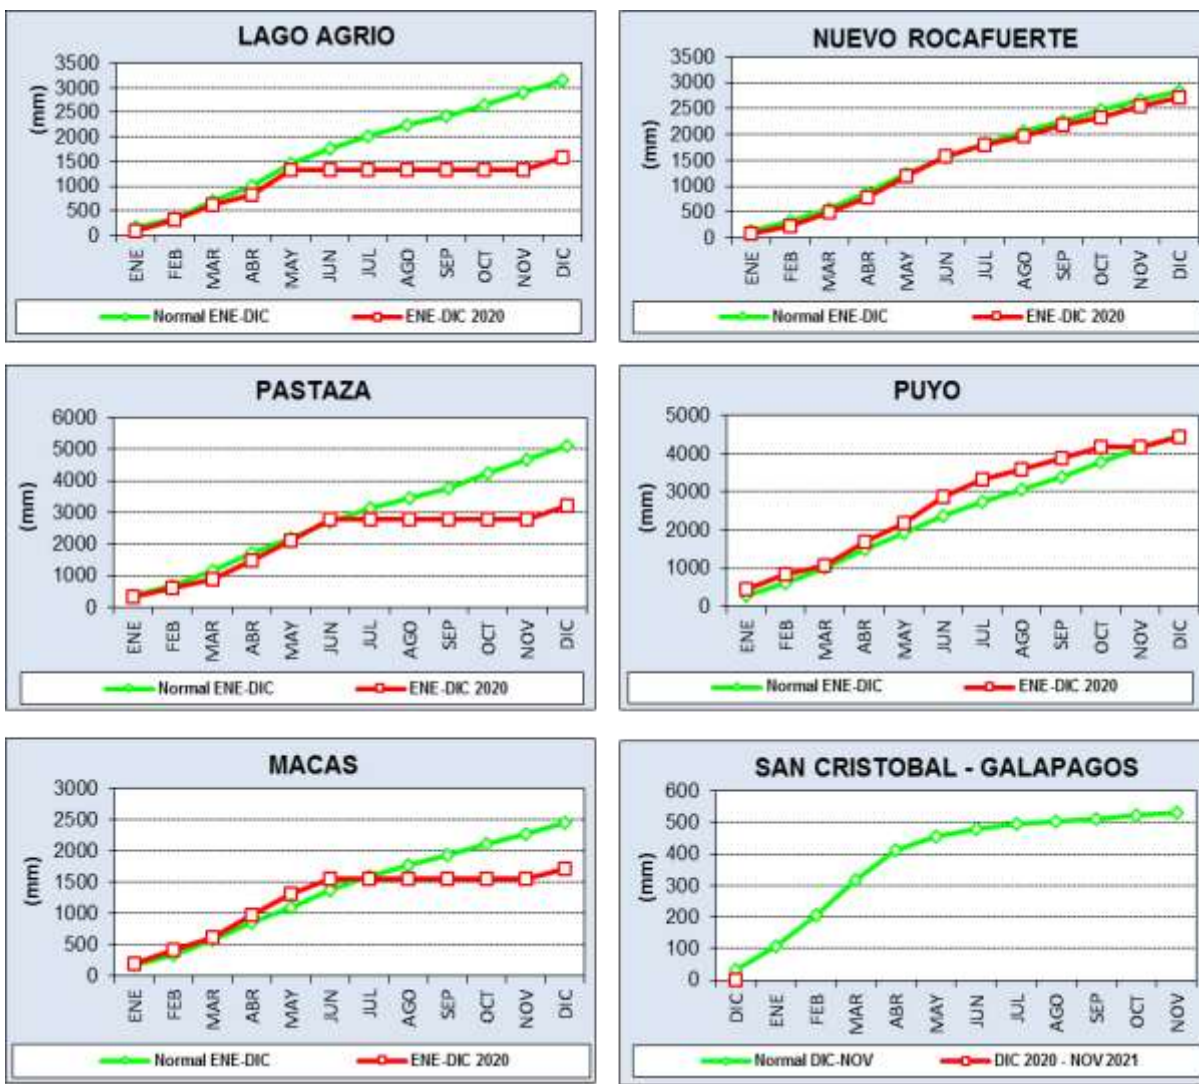 LAGO AGRIO
(mm)
3500
3000
2500
2000
1500
1000
500
0
ENE FEB MAR ABR MAY JUN JUL AGO SEP OCT NOV DIC
Normal ENE-DIC ENE-DIC 2020
NUEVO ROCAFUERTE
(mm)
3500
3000
2500
2000
1500
1000
500
0
ENE FEB MAR ABR MAY JUN JUL AGO SEP OCT NOV DIC
Normal ENE-DIC ENE-DIC 2020
PASTAZA
(mm)
6000
5000
4000
3000
2000
1000
0
ENE FEB MAR ABR MAY JUN JUL AGO SEP OCT NOV DIC
Normal ENE-DIC ENE-DIC 2020
PUYO
(mm)
5000
4000
3000
2000
1000
0
ENE FEB MAR ABR MAY JUN JUL AGO SEP OCT NOV DIC
Normal ENE-DIC ENE-DIC 2020
MACAS
(mm)
3000
2500
2000
1500
1000
500
0
ENE FEB MAR ABR MAY JUN JUL AGO SEP OCT NOV DIC
Normal ENE-DIC ENE-DIC 2020
SAN CRISTOBAL - GALAPAGOS
(mm)
600
500
400
300
200
100
0
DIC ENE FEB MAR ABR MAY JUN JUL AGO SEP OCT NOV
Normal DIC-NOV DIC 2020 - NOV 2021